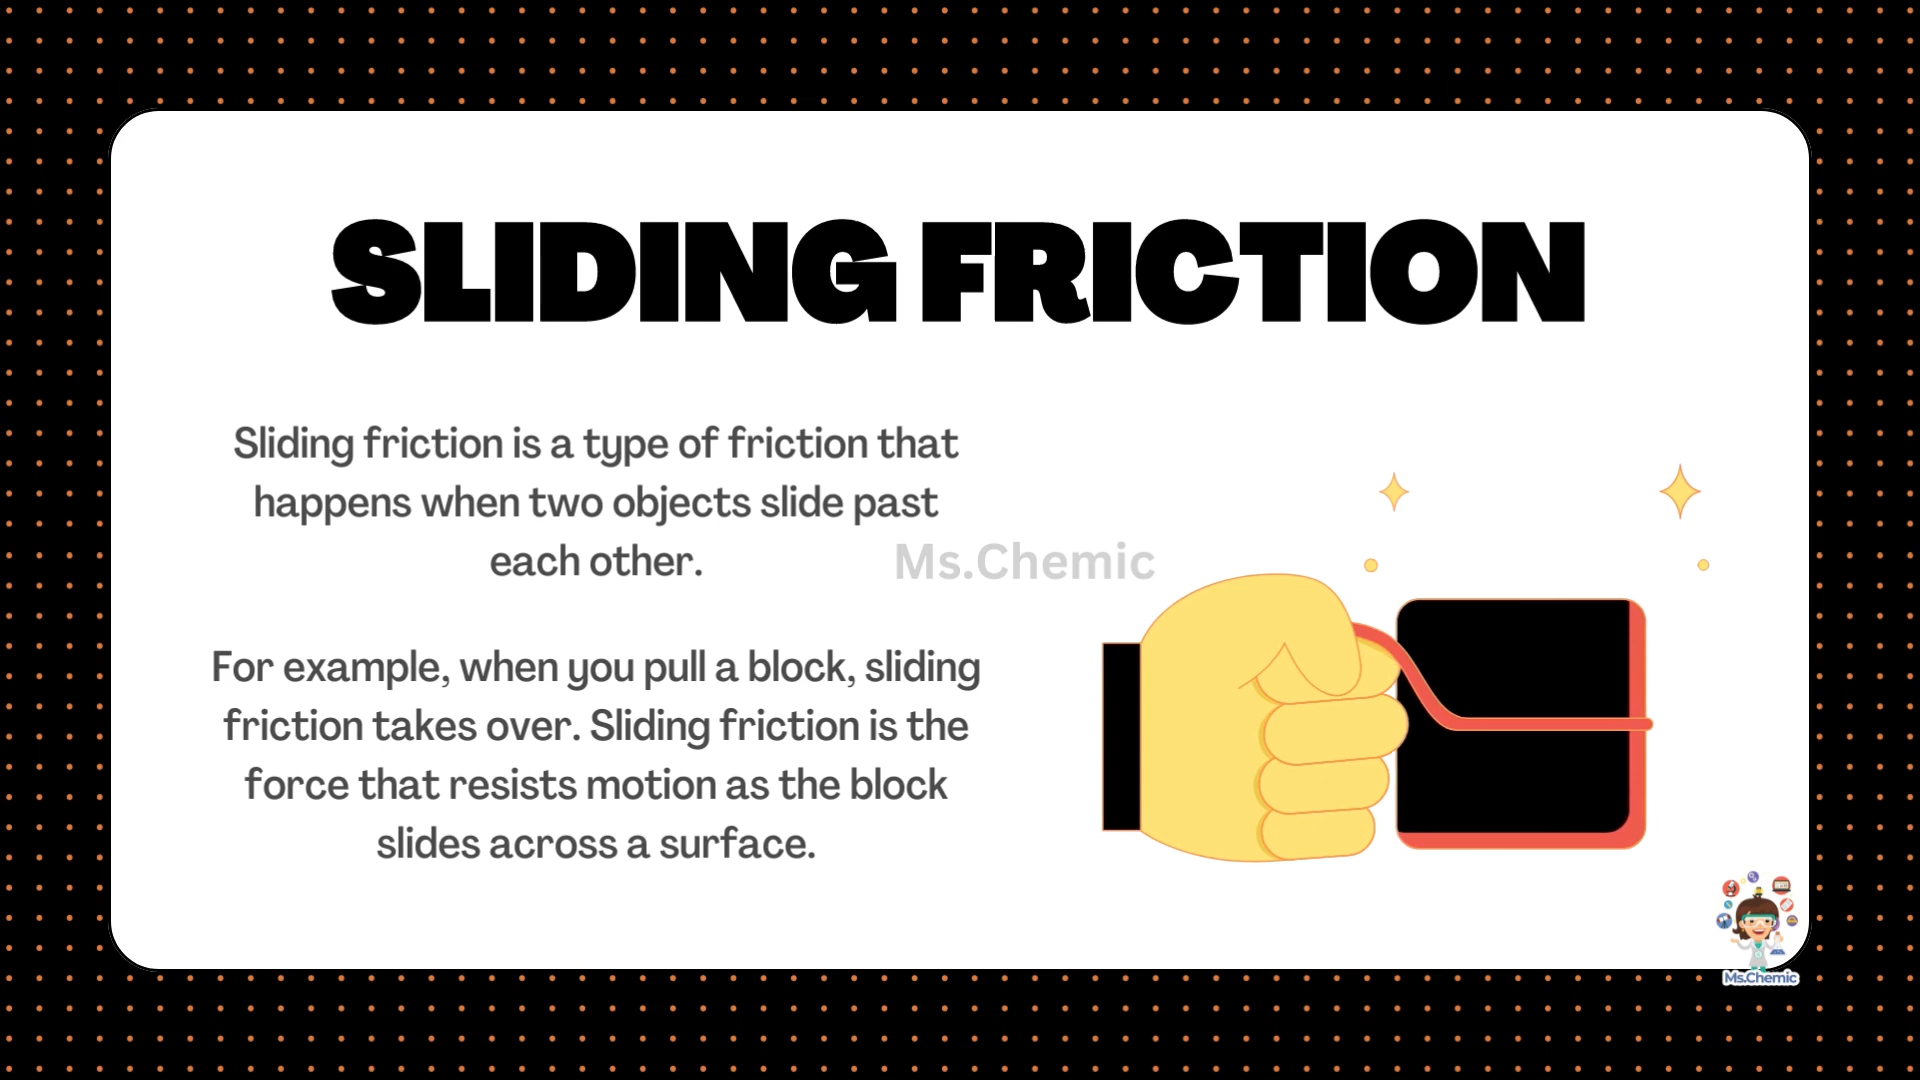 SLIDING FRICTION
Sliding friction is a type of friction that
happens when two objects slide past
each other.
Ms.Chemic
For example, when you pull a block, sliding
friction takes over. Sliding friction is the
force that resists motion as the block
slides across a surface.
Ms.Chemic